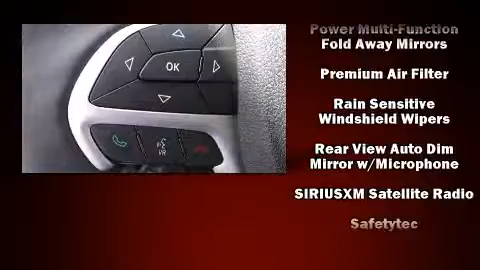 OK
VR
Power Multi-Function
Fold Away Mirrors
Premium Air Filter
Rain Sensitive
Windshield Wipers
Rear View Auto Dim
Mirror w/Microphone
SIRIUSXM Satellite Radio
Safetytec